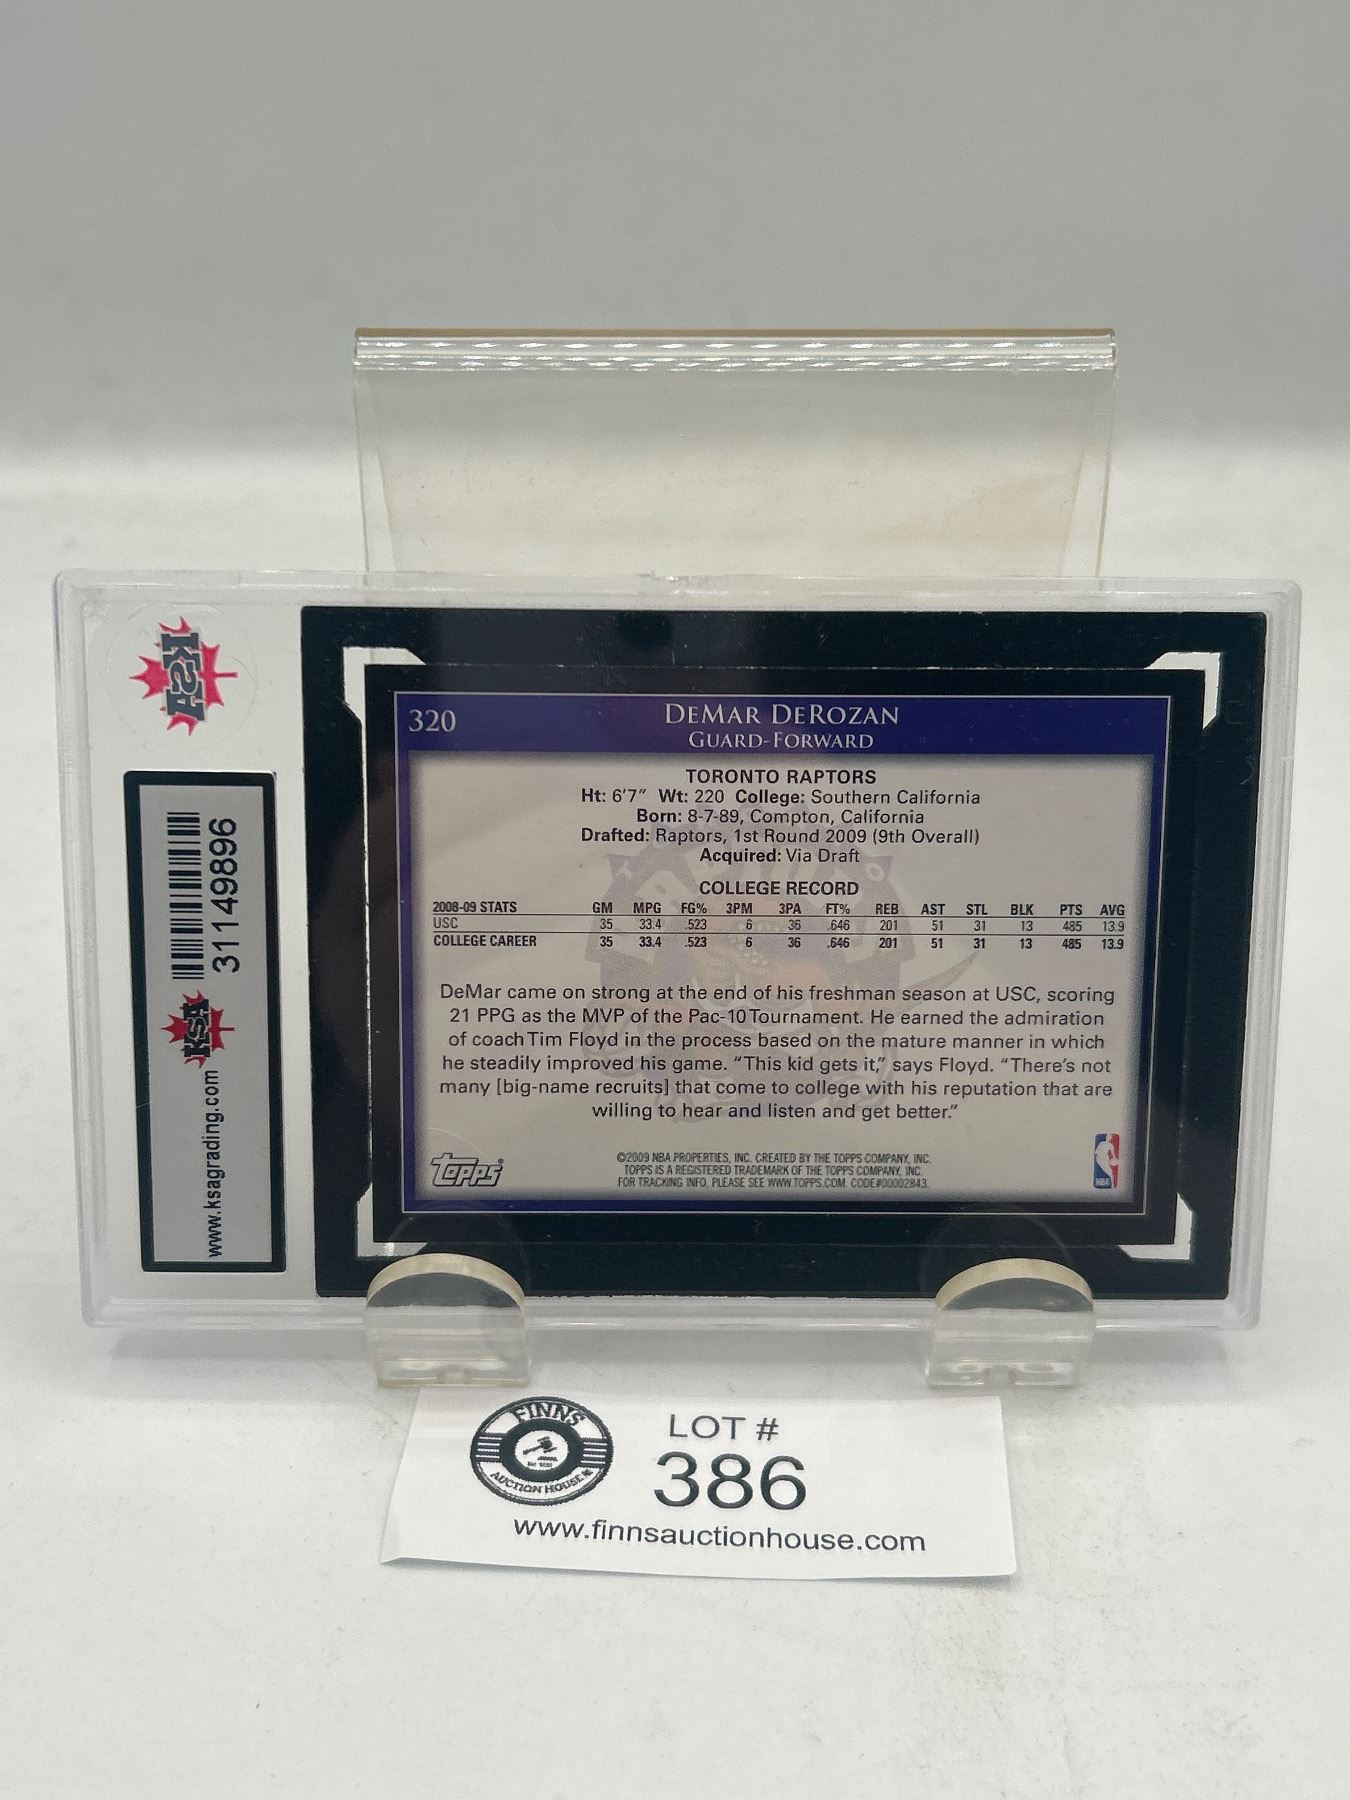 KSA
31149896
KSA
www.ksagrading.com
320
DEMAR DEROZAN
GUARD-FORWARD
TORONTO RAPTORS
Ht: 6'7" Wt: 220 College: Southern California
Born: 8-7-89, Compton, California
Drafted: Raptors, 1st Round 2009 (9th Overall)
Acquired: Via Draft
COLLEGE RECORD
2008-09 STATS GM MPG FG% 3PM 3PA FT% REB AST STL BLK PTS AVG
USC 35 33.4 .523 6 36 .646 201 51 31 13 485 13.9
COLLEGE CAREER 35 33.4 .523 6 36 .646 201 51 31 13 485 13.9
DeMar came on strong at the end of his freshman season at USC, scoring
21 PPG as the MVP of the Pac-10 Tournament. He earned the admiration
of coach Tim Floyd in the process based on the mature manner in which
he steadily improved his game. “This kid gets it,” says Floyd. “There's not
many [big-name recruits] that come to college with his reputation that are
willing to hear and listen and get better.”
Topps
©2009 NBA PROPERTIES, INC. CREATED BY THE TOPPS COMPANY, INC.
TOPPS IS A REGISTERED TRADEMARK OF THE TOPPS COMPANY, INC.
FOR TRACKING INFO, PLEASE SEE WWW.TOPPS.COM. CODE#00002843.
NBA
FINNS
AUCTION HOUSE
LOT #
386
www.finnsauctionhouse.com